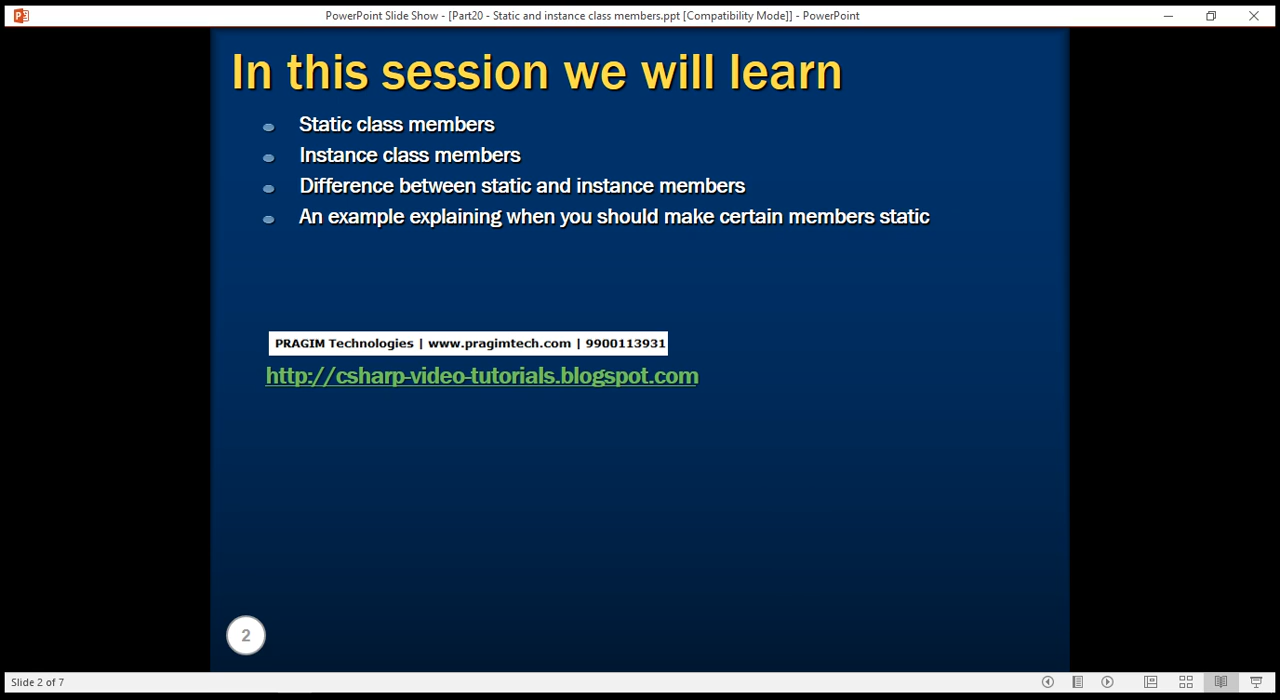 PowerPoint Slide Show - [Part20 - Static and instance class members.ppt [Compatibility Mode]] - PowerPoint
In this session we will learn
Static class members
Instance class members
Difference between static and instance members
An example explaining when you should make certain members static
PRAGIM Technologies | www.pragimtech.com | 9900113931
http://csharp-video-tutorials.blogspot.com
2
Slide 2 of 7